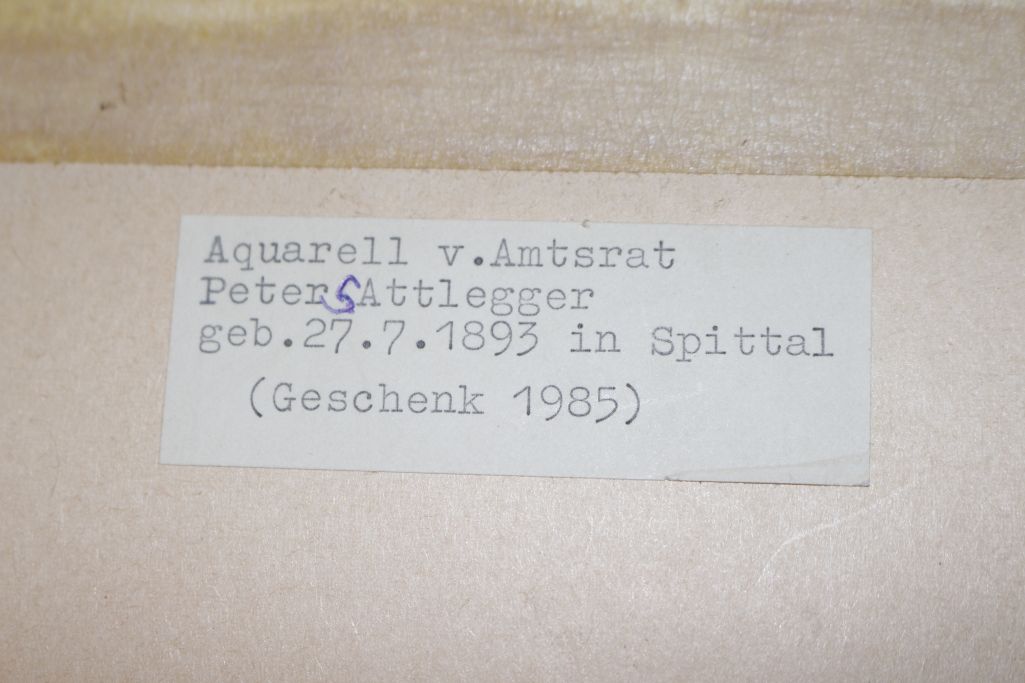 Aquarell v.Amtsrat
Peter S Attlegger
geb.27.7.1893 in Spittal
(Geschenk 1985)